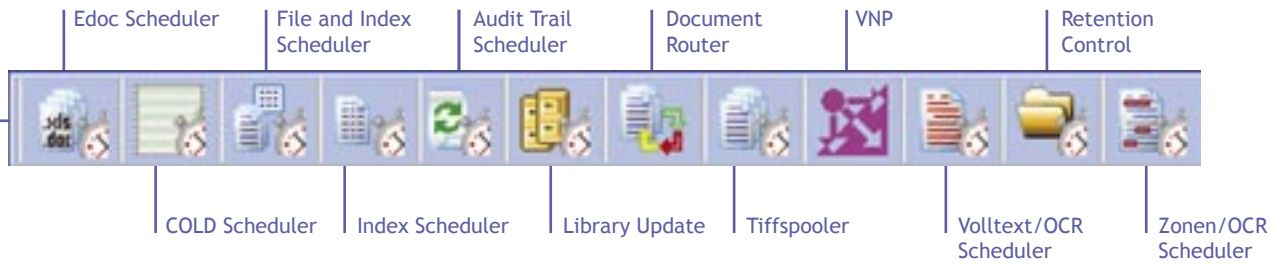 Edoc Scheduler
File and Index
Scheduler
Audit Trail
Scheduler
Document
Router
VNP
Retention
Control
xls
doc
COLD Scheduler
Index Scheduler
Library Update
Tiffspooler
Volltext/OCR
Scheduler
Zonen/OCR
Scheduler